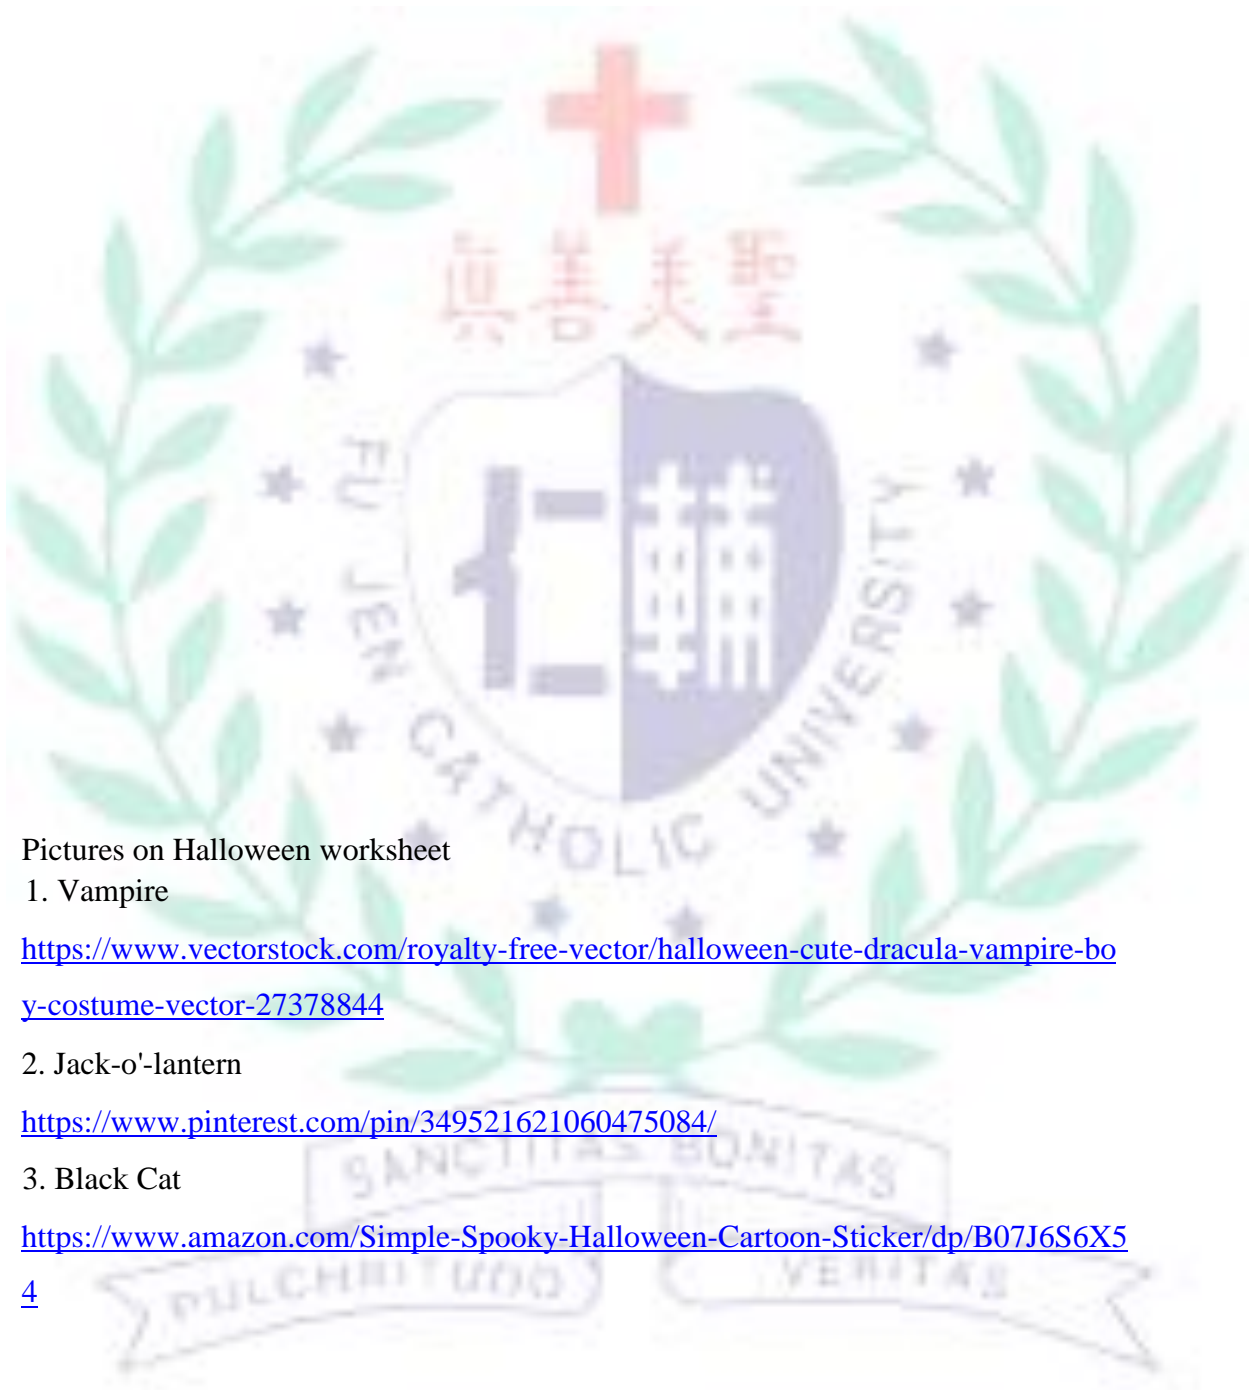 真善美聖
FU JEN CATHOLIC UNIVERSITY
Pictures on Halloween worksheet
1. Vampire
https://www.vectorstock.com/royalty-free-vector/halloween-cute-dracula-vampire-bo
y-costume-vector-27378844
2. Jack-o'-lantern
https://www.pinterest.com/pin/349521621060475084/
SANCTITAS BONITAS
3. Black Cat
https://www.amazon.com/Simple-Spooky-Halloween-Cartoon-Sticker/dp/B07J6S6X5
4
PULCHRITUDO VERITAS